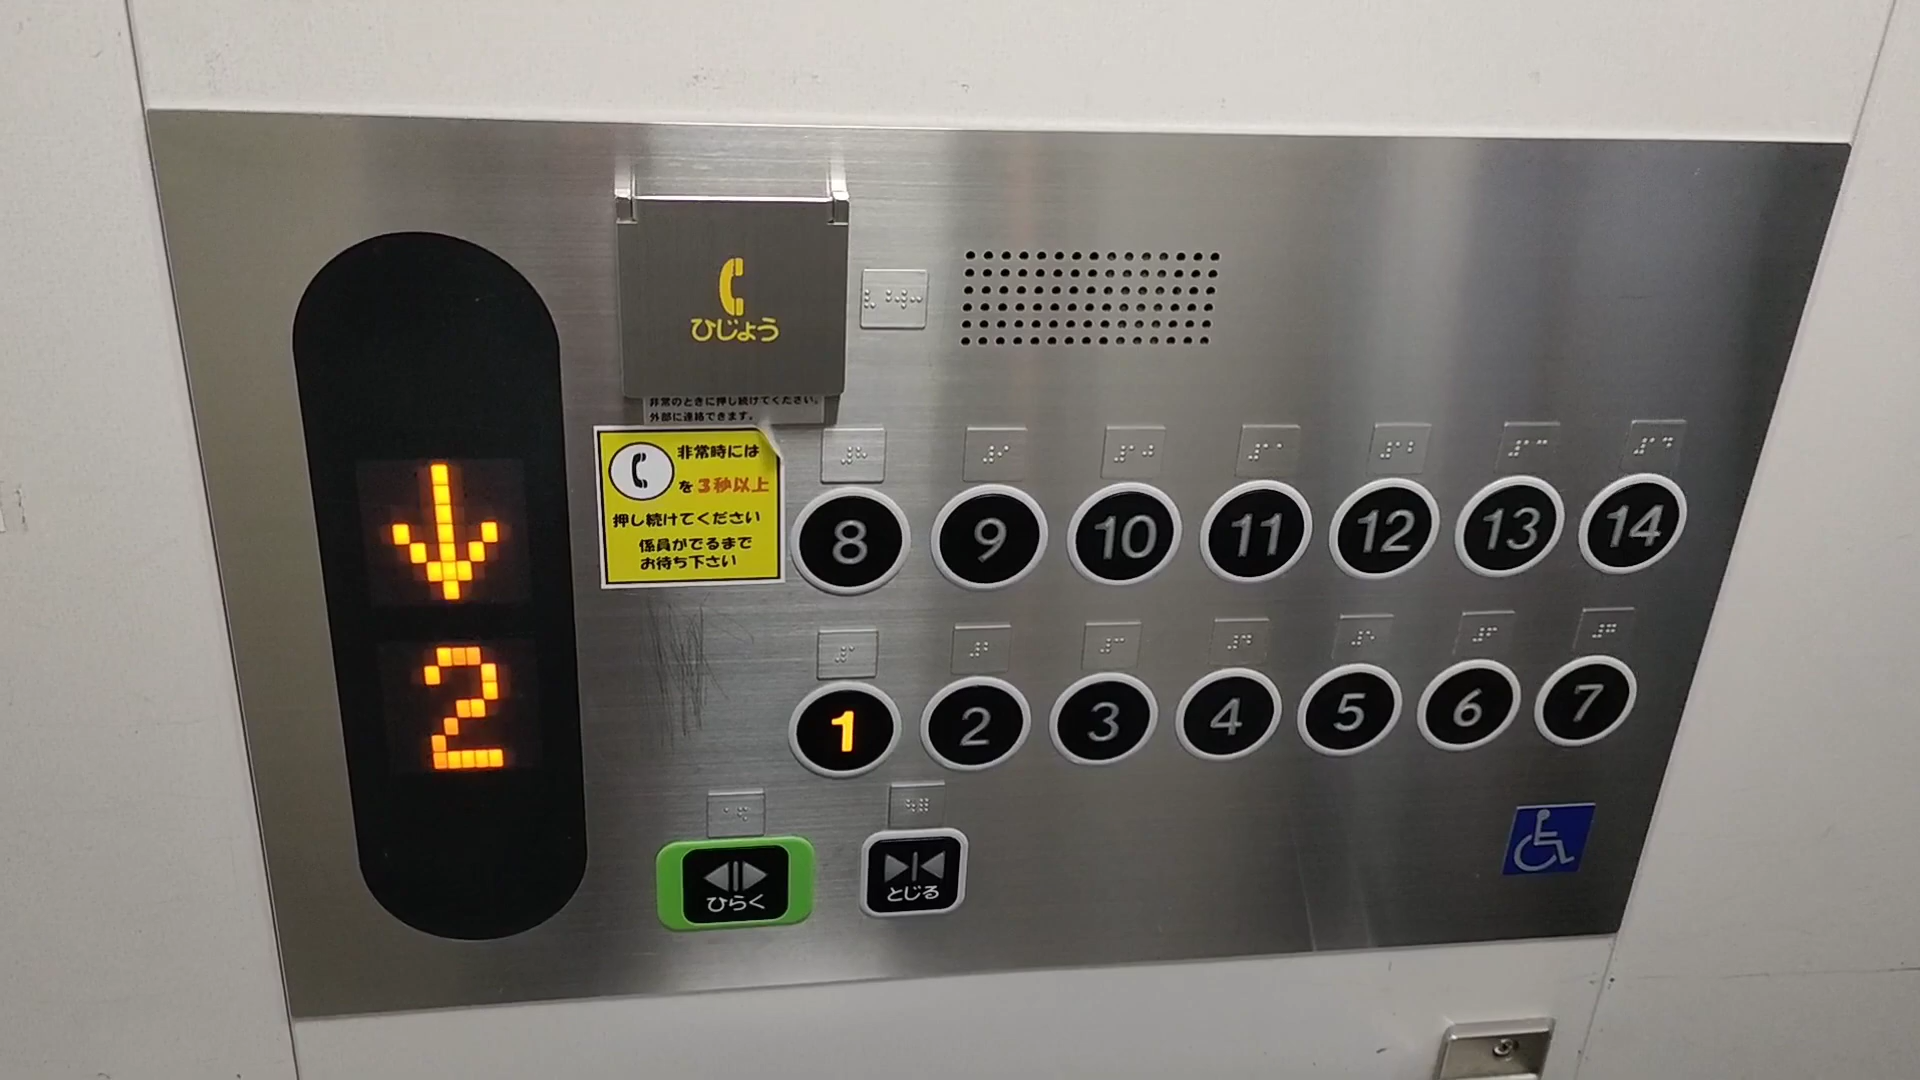 ひじょう
非常のときに押し続けてください。
外部に連絡できます。
非常時には
を3秒以上
押し続けてください
係員がでるまで
お待ち下さい
8 9 10 11 12 13 14
2
1 2 3 4 5 6 7
ひらく とじる